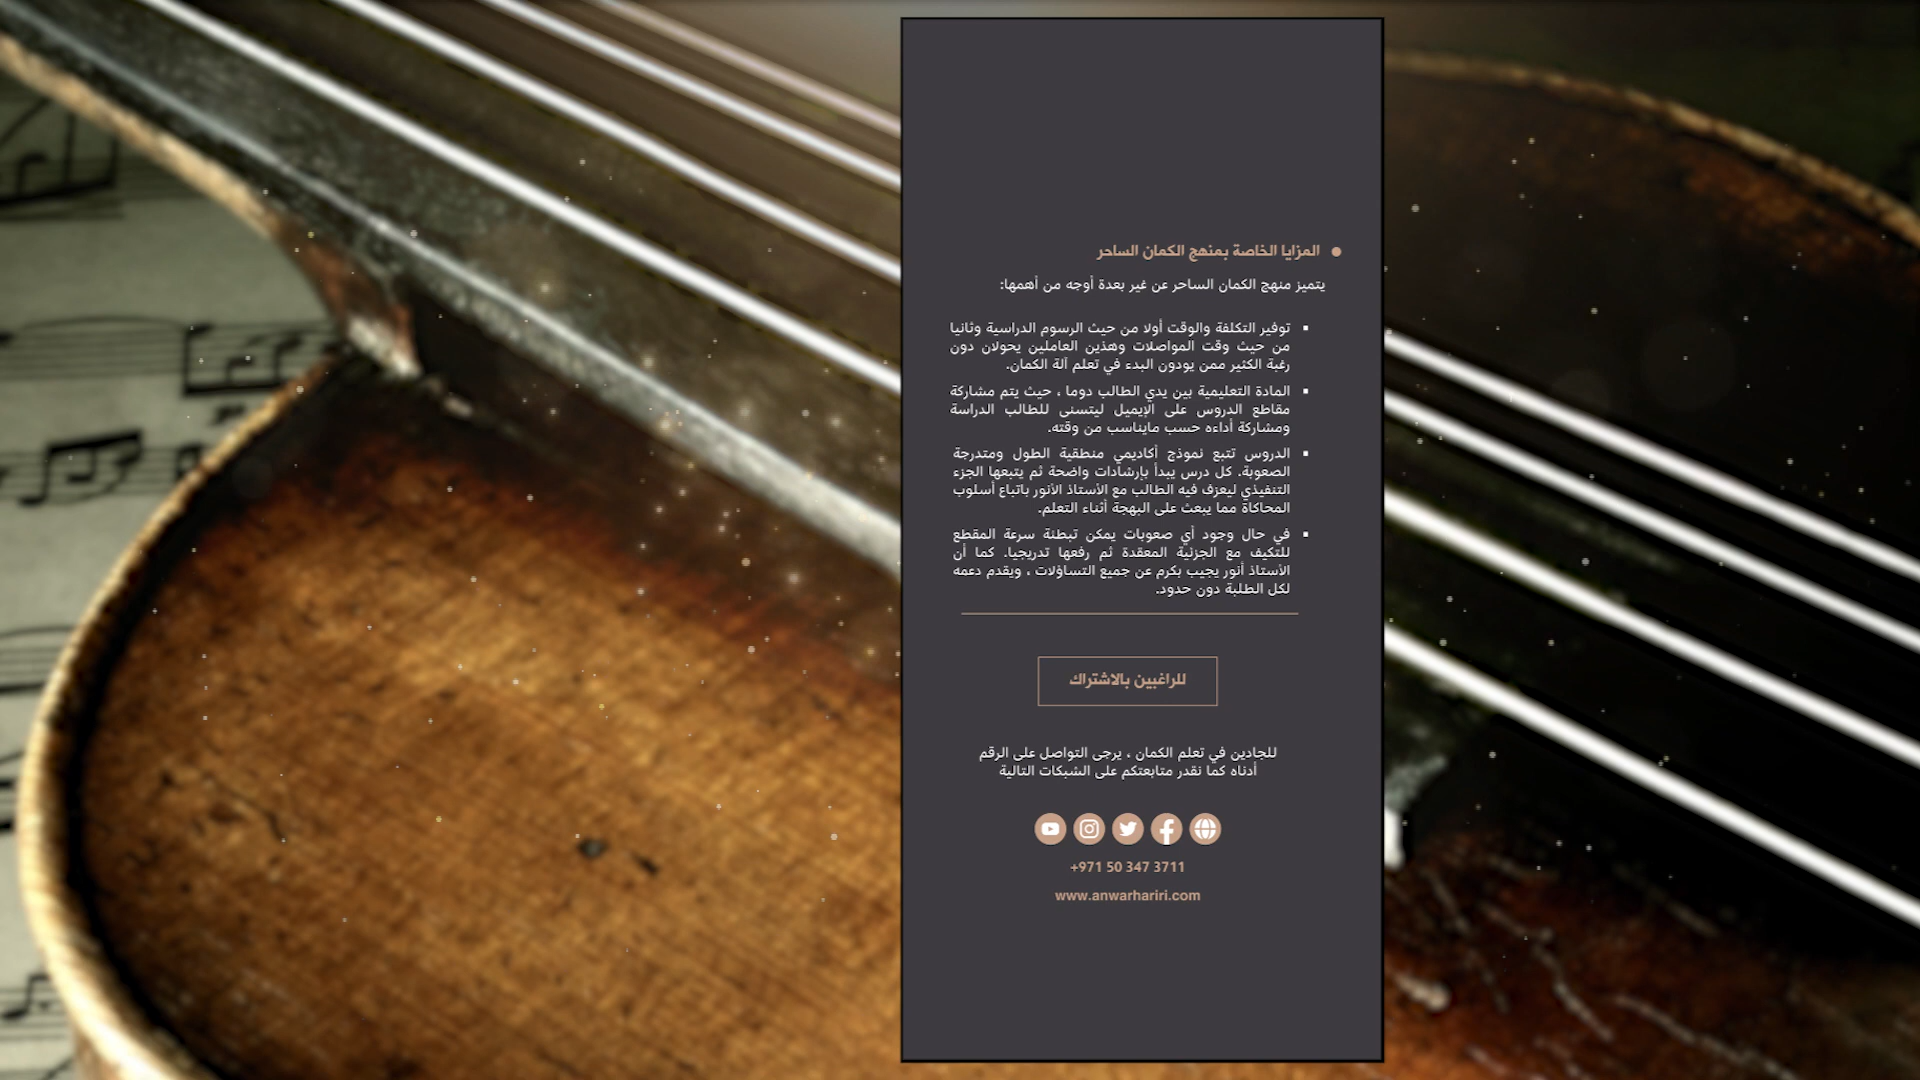 المزايا الخاصة بمنهج الكمان الساحر
يتميز منهج الكمان الساحر عن غير بعدة أوجه من أهمها:
توفير التكلفة والوقت أولا من حيث الرسوم الدراسية وثانيا
من حيث وقت المواصلات وهذين العاملين يحولان دون
رغبة الكثير ممن يودون البدء في تعلم آلة الكمان.
المادة التعليمية بين يدي الطالب دوما ، حيث يتم مشاركة
مقاطع الدروس على الإيميل ليتسنى للطالب الدراسة
ومشاركة أداءه حسب مايناسب من وقته.
الدروس تتبع نموذج أكاديمي منطقية الطول ومتدرجة
الصعوبة. كل درس يبدأ بإرشادات واضحة ثم يتبعها الجزء
التنفيذي ليعزف فيه الطالب مع الأستاذ الأنور باتباع أسلوب
المحاكاة مما يبعث على البهجة أثناء التعلم.
في حال وجود أي صعوبات يمكن تبطئة سرعة المقطع
للتكيف مع الجزئية المعقدة ثم رفعها تدريجيا. كما أن
الأستاذ أنور يجيب بكرم عن جميع التساؤلات ، ويقدم دعمه
لكل الطلبة دون حدود.
للراغبين بالاشتراك
للجادين في تعلم الكمان ، يرجى التواصل على الرقم
أدناه كما نقدر متابعتكم على الشبكات التالية
+971 50 347 3711
www.anwarhariri.com